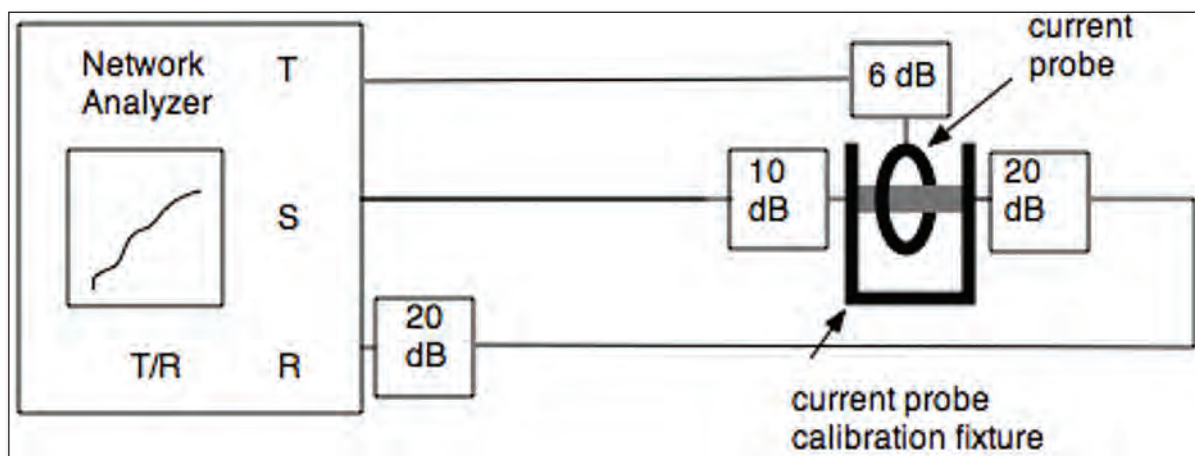 Network
Analyzer
T
S
T/R
R
20
dB
10
dB
6 dB
20
dB
current
probe
current probe
calibration fixture